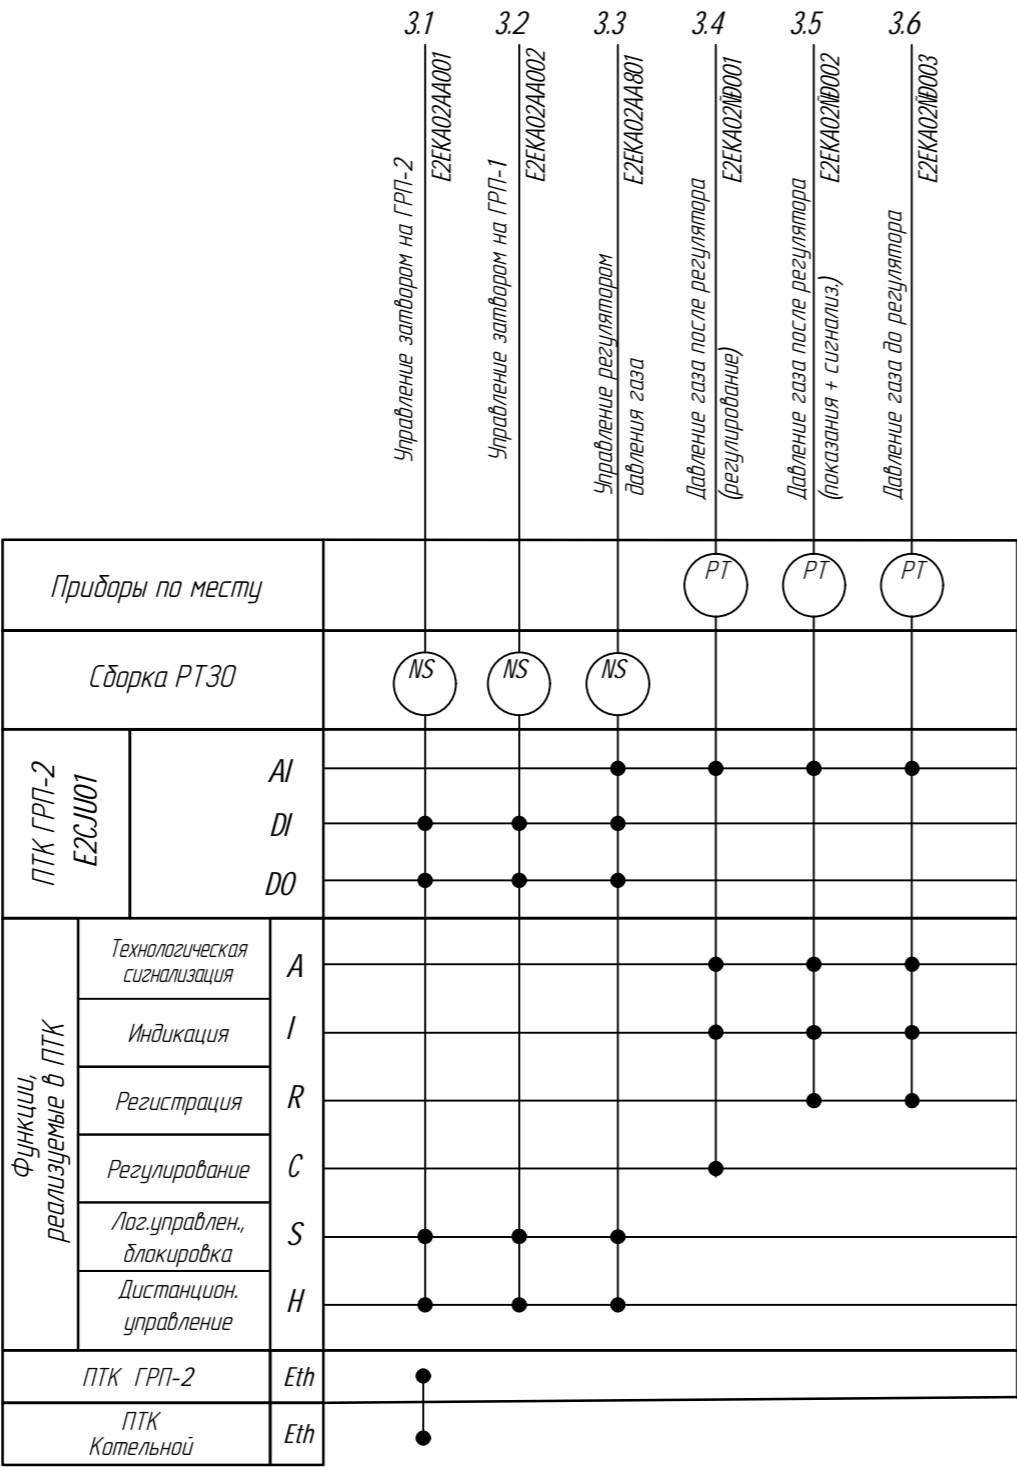 3.1
3.2
3.3
3.4
3.5
3.6
Управление затвором на ГРП-2
E2EKA02AA001
Управление затвором на ГРП-1
E2EKA02AA002
Управление регулятором
давления газа
E2EKA02AA801
Давление газа после регулятора
(регулирование)
Давление газа после регулятора
(показания + сигнализ.)
Давление газа до регулятора
Приборы по месту
PT
PT
PT
Сборка РТЗО
NS
NS
NS
ПТК ГРП-2
E2CJU01
AI
DI
DO
Функции,
реализуемые в ПТК
Технологическая
сигнализация
A
Индикация
I
Регистрация
R
Регулирование
C
Лог.управлен.,
блокировка
S
Дистанцион.
управление
H
ПТК ГРП-2
Eth
ПТК
Котельной
Eth